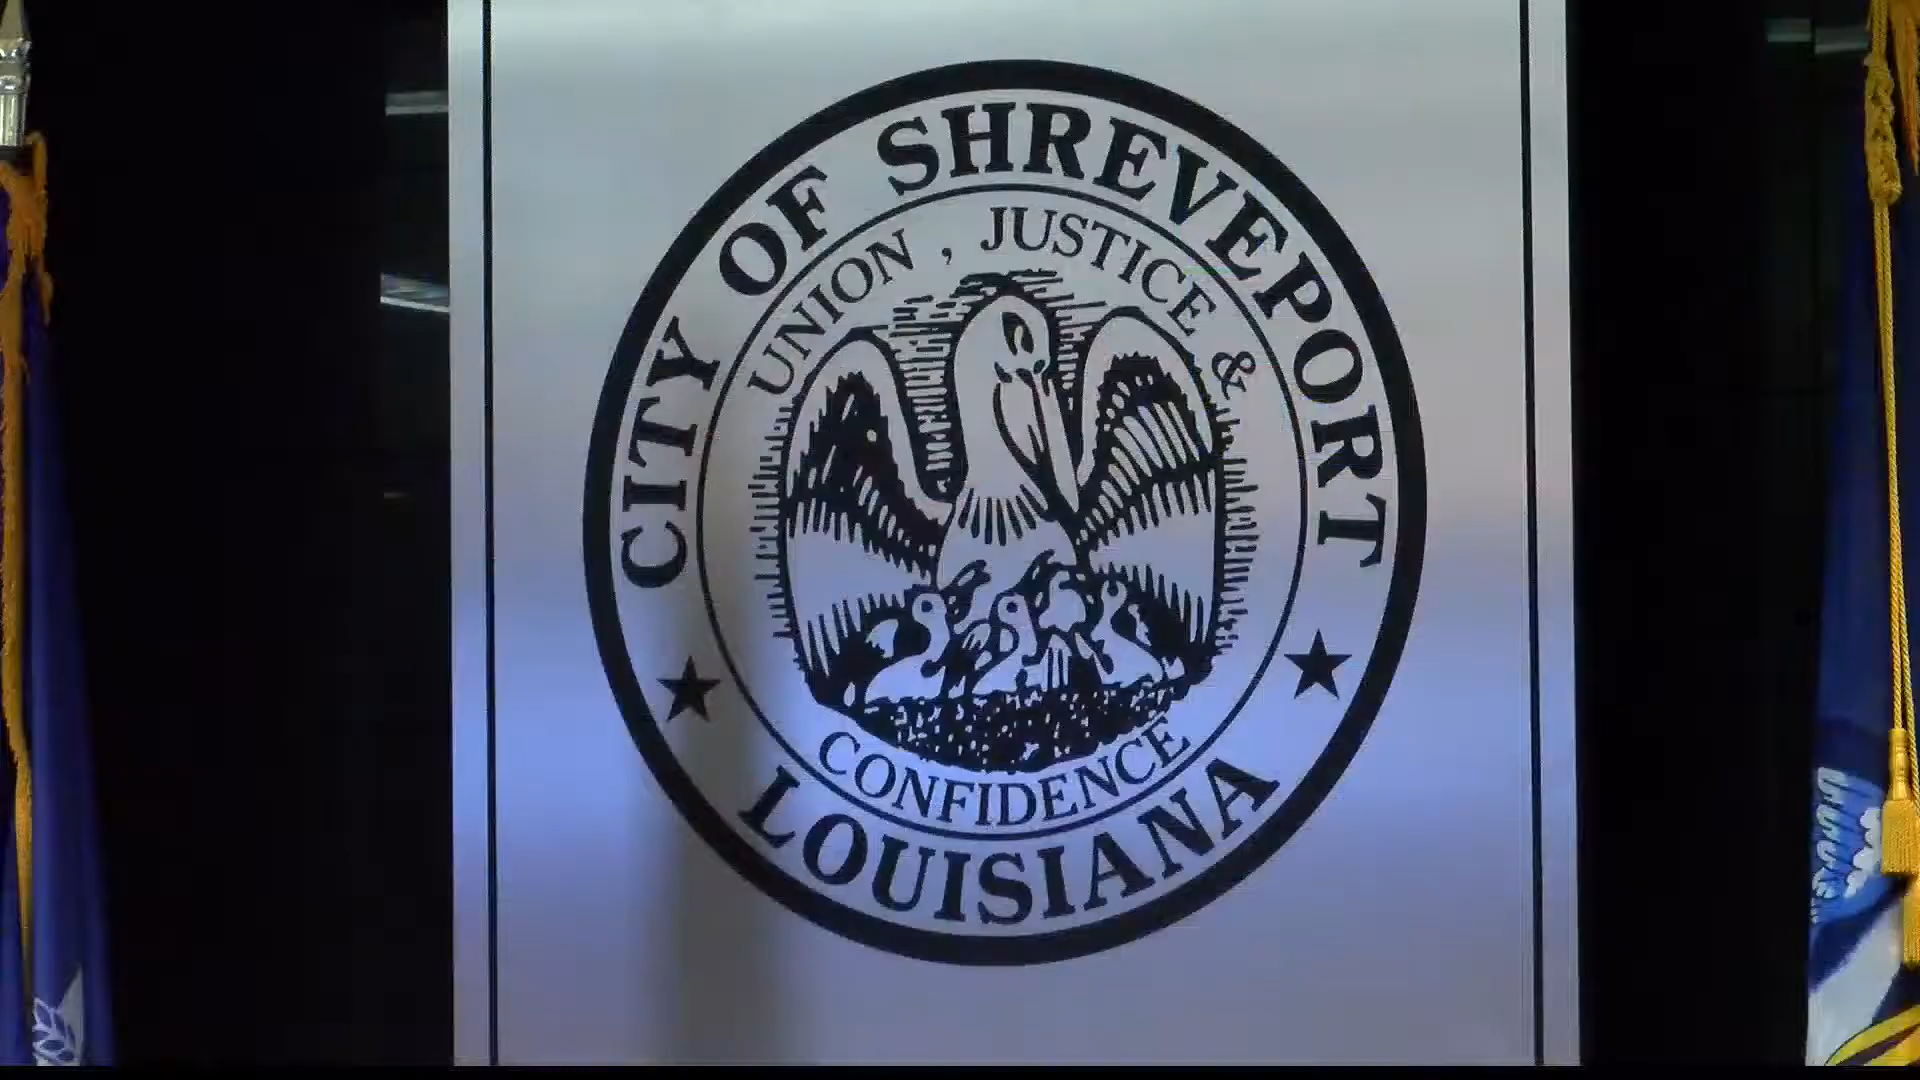 CITY OF SHREVEPORT
UNION, JUSTICE &
CONFIDENCE
LOUISIANA